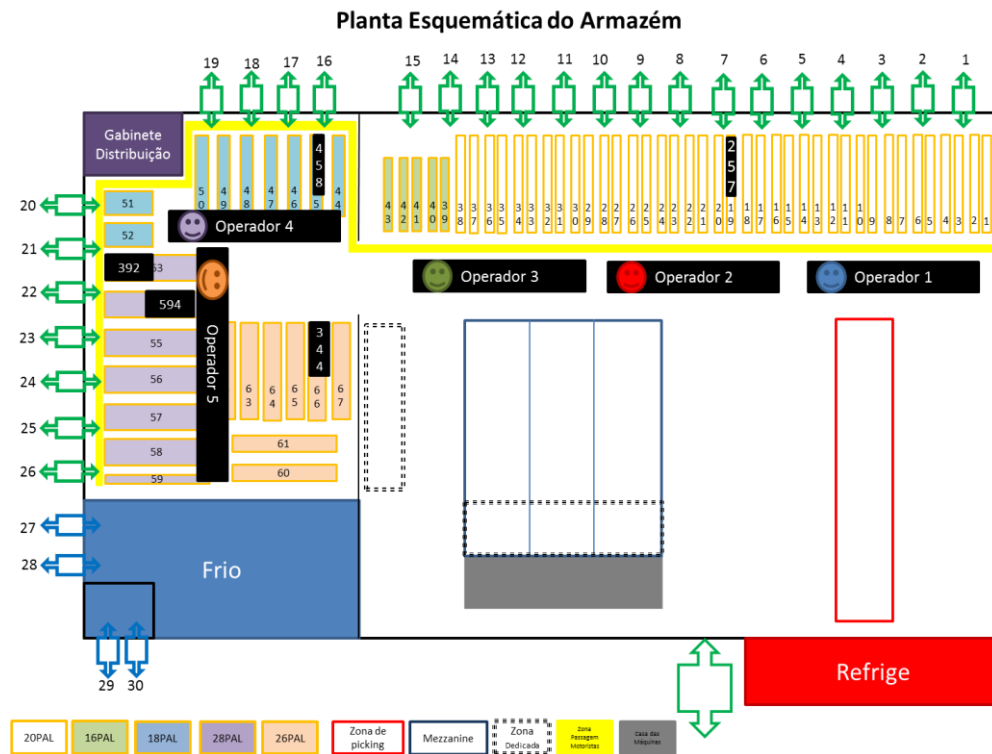 Planta Esquemática do Armazém
19 18 17 16 15 14 13 12 11 10 9 8 7 6 5 4 3 2 1
Gabinete
Distribuição
458
257
50 49 48 47 46 5 44
43 42 41 40 39 38 37 36 35 34 33 32 31 30 29 28 27 26 25 24 23 22 21 20 19 18 17 16 15 14 13 12 11 10 9 8 7 6 5 4 3 2 1
20
51
Operador 4
52
21
392
53
Operador 3
Operador 2
Operador 1
22
594
Operador 5
23
55
344
24
56
63 64 65 66 67
25
57
61
58
26
60
59
27
28
Frio
29 30
Refrige
20PAL
16PAL
18PAL
28PAL
26PAL
Zona de
picking
Mezzanine
Zona
Dedicada
Zona
Passagem
Motoristas
Casa das
Máquinas